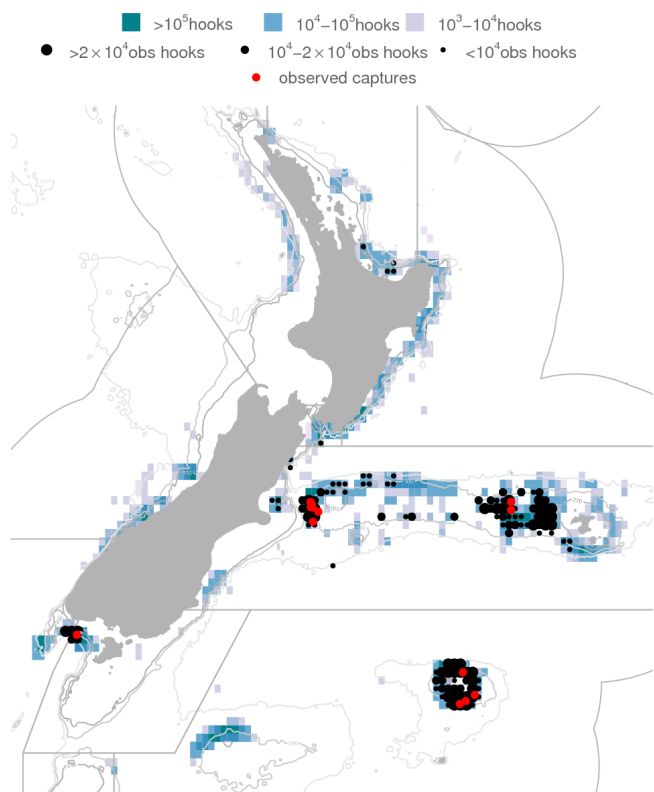 >10⁵hooks 10⁴−10⁵hooks 10³−10⁴hooks
>2×10⁴obs hooks 10⁴−2×10⁴obs hooks <10⁴obs hooks
observed captures